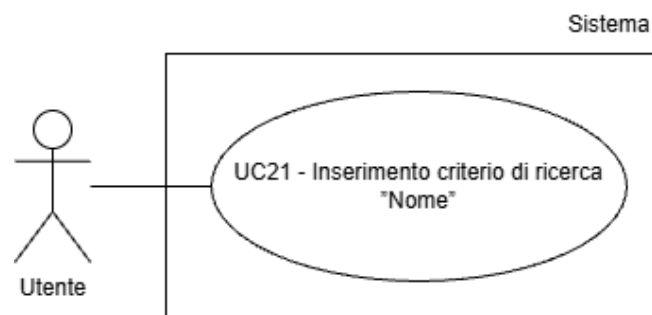 Sistema
UC21 - Inserimento criterio di ricerca
"Nome"
Utente